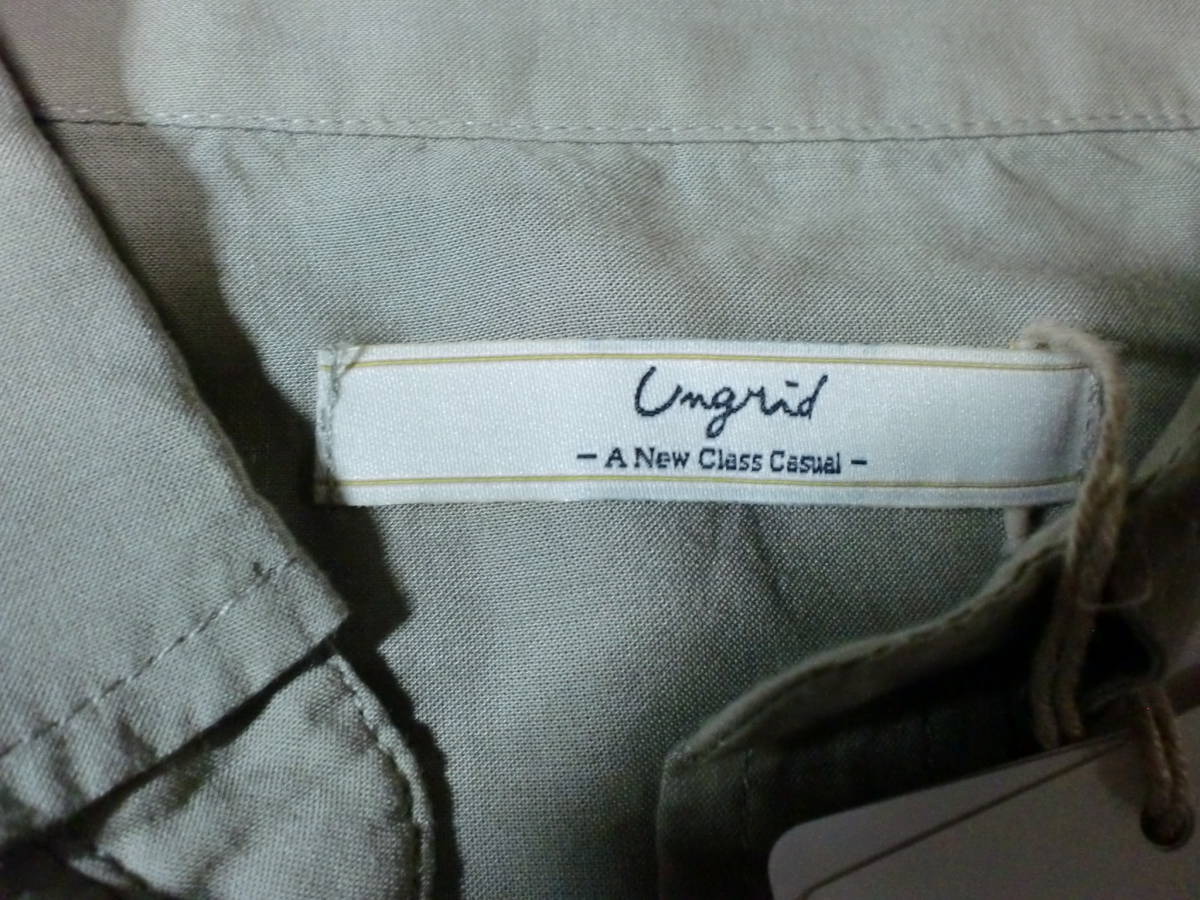 Ungrid
– A New Class Casual –